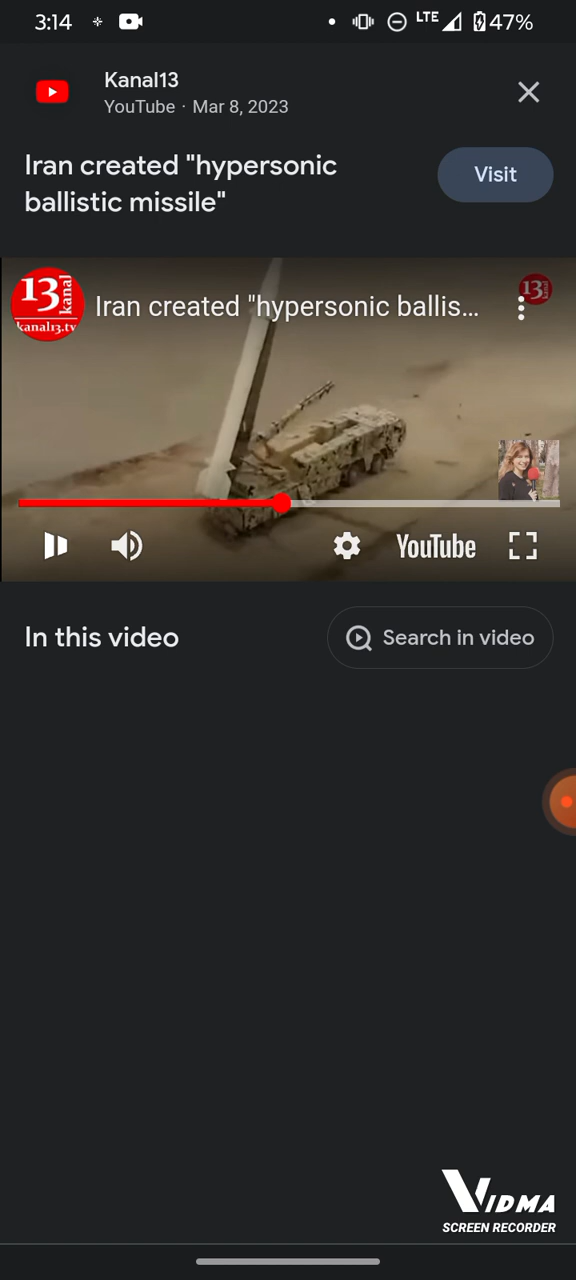 3:14
LTE
47%
Kanal13
YouTube · Mar 8, 2023
Iran created "hypersonic
ballistic missile"
Visit
13 kanal
kanal13.tv
Iran created "hypersonic ballis...
13
YouTube
In this video
Search in video
VIDMA
SCREEN RECORDER